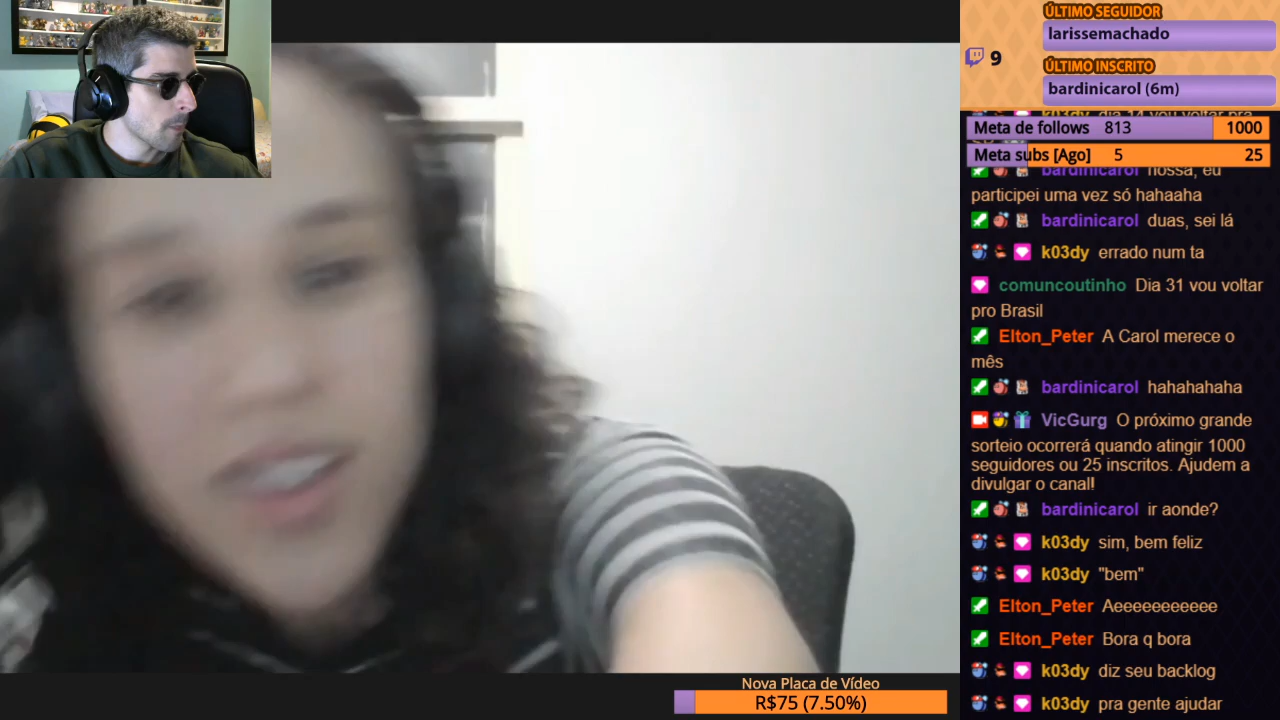 ÚLTIMO SEGUIDOR
larissemachado
9
ÚLTIMO INSCRITO
bardinicarol (6m)
Meta de follows 813 1000
Meta subs [Ago] 5 25
bardinicarol nossa, eu
participei uma vez só hahaaha
bardinicarol duas, sei lá
k03dy errado num ta
comuncoutinho Dia 31 vou voltar
pro Brasil
Elton_Peter A Carol merece o
mês
bardinicarol hahahahaha
VicGurg O próximo grande
sorteio ocorrerá quando atingir 1000
seguidores ou 25 inscritos. Ajudem a
divulgar o canal!
bardinicarol ir aonde?
k03dy sim, bem feliz
k03dy "bem"
Elton_Peter Aeeeeeeeeeee
Elton_Peter Bora q bora
k03dy diz seu backlog
k03dy pra gente ajudar
Nova Placa de Vídeo
R$75 (7.50%)